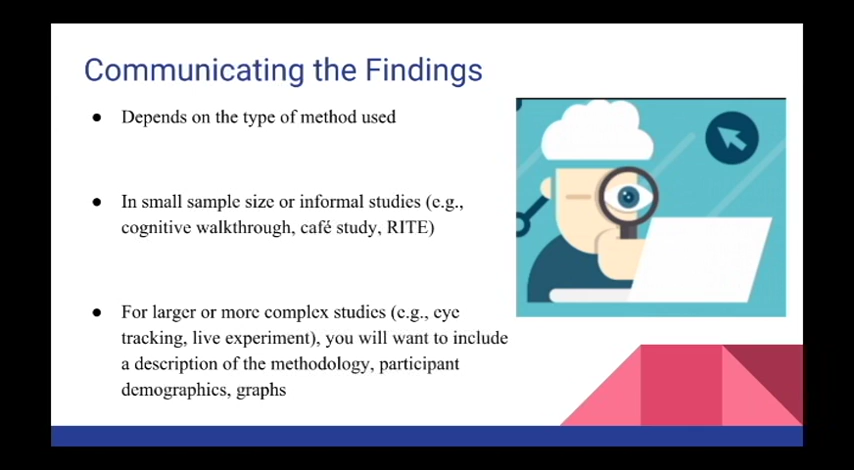 Communicating the Findings
● Depends on the type of method used
● In small sample size or informal studies (e.g.,
cognitive walkthrough, café study, RITE)
● For larger or more complex studies (e.g., eye
tracking, live experiment), you will want to include
a description of the methodology, participant
demographics, graphs